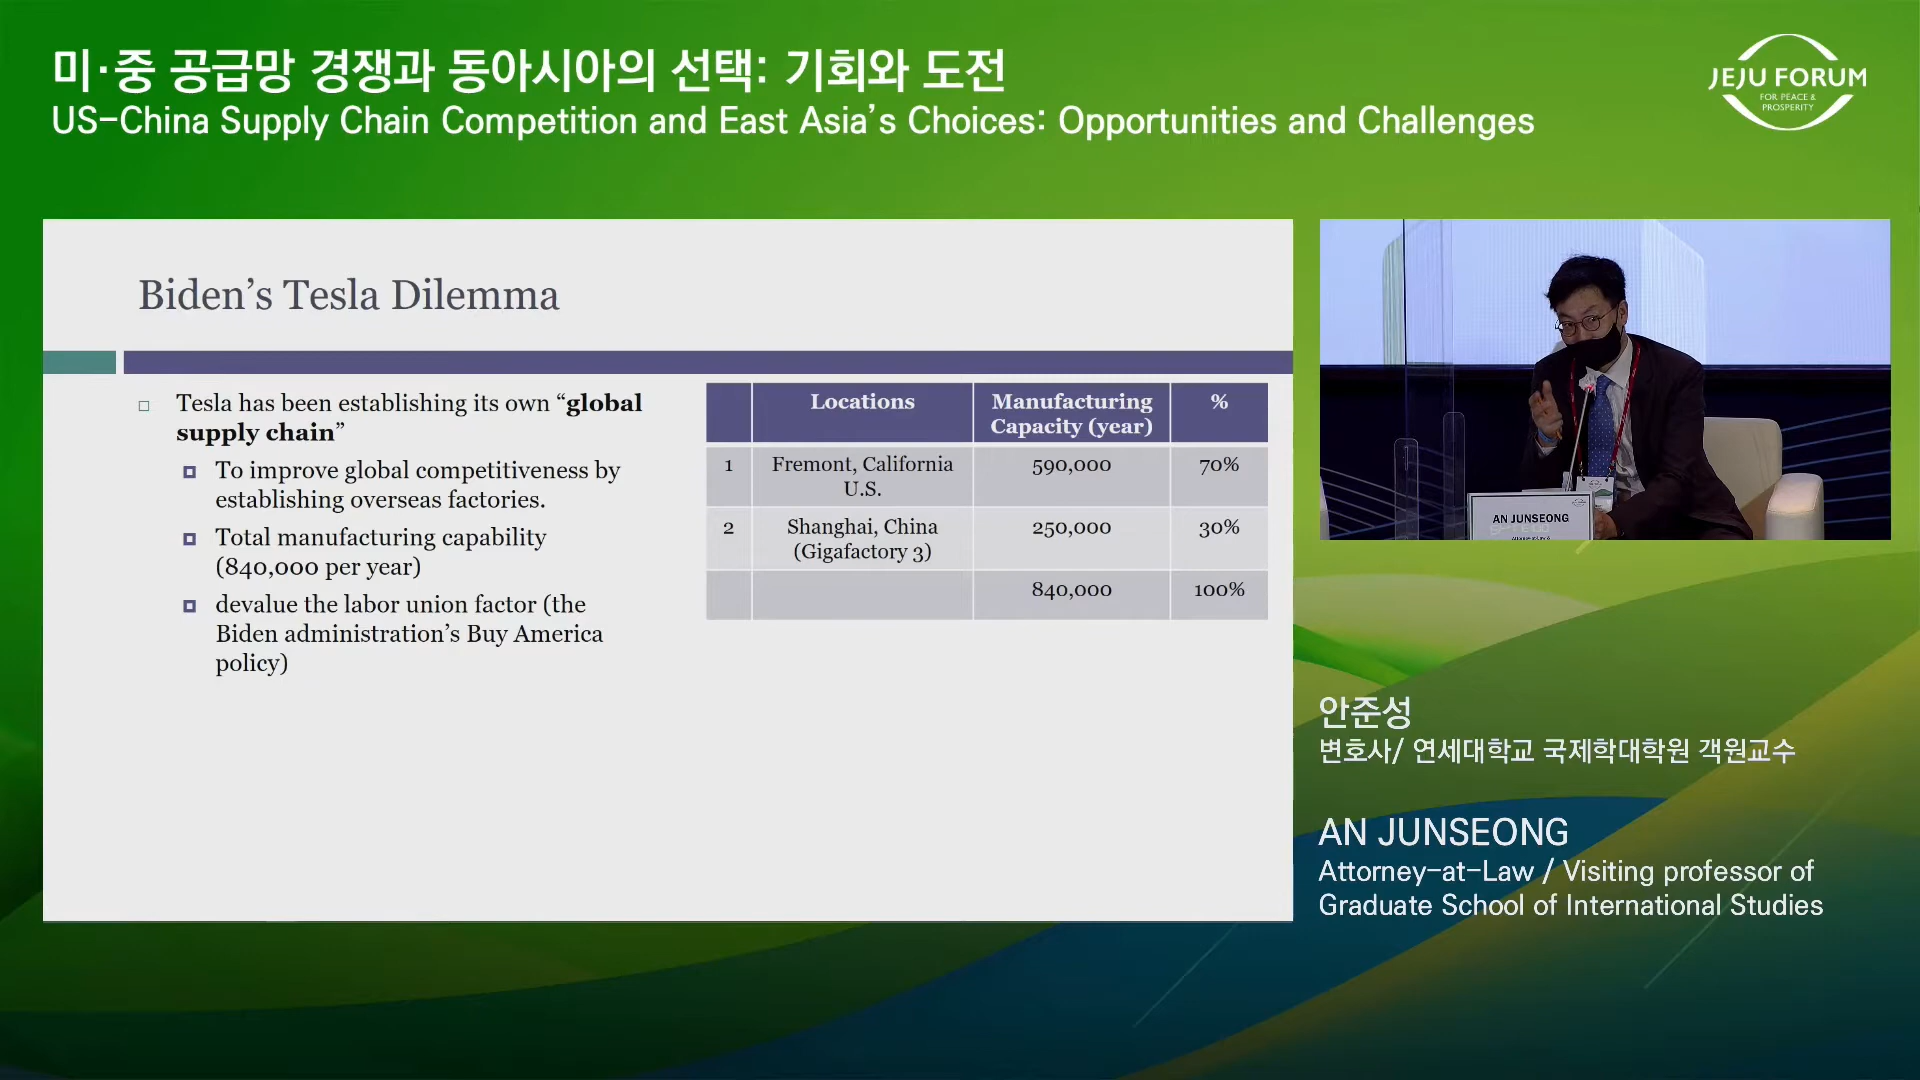 미·중 공급망 경쟁과 동아시아의 선택: 기회와 도전
US-China Supply Chain Competition and East Asia's Choices: Opportunities and Challenges
JEJU FORUM
FOR PEACE &
PROSPERITY
Biden's Tesla Dilemma
Tesla has been establishing its own “global
supply chain”
To improve global competitiveness by
establishing overseas factories.
Total manufacturing capability
(840,000 per year)
devalue the labor union factor (the
Biden administration's Buy America
policy)
Locations Manufacturing Capacity (year) %
1 Fremont, California U.S. 590,000 70%
2 Shanghai, China (Gigafactory 3) 250,000 30%
840,000 100%
AN JUNSEONG
안준성
변호사/ 연세대학교 국제학대학원 객원교수
AN JUNSEONG
Attorney-at-Law / Visiting professor of
Graduate School of International Studies